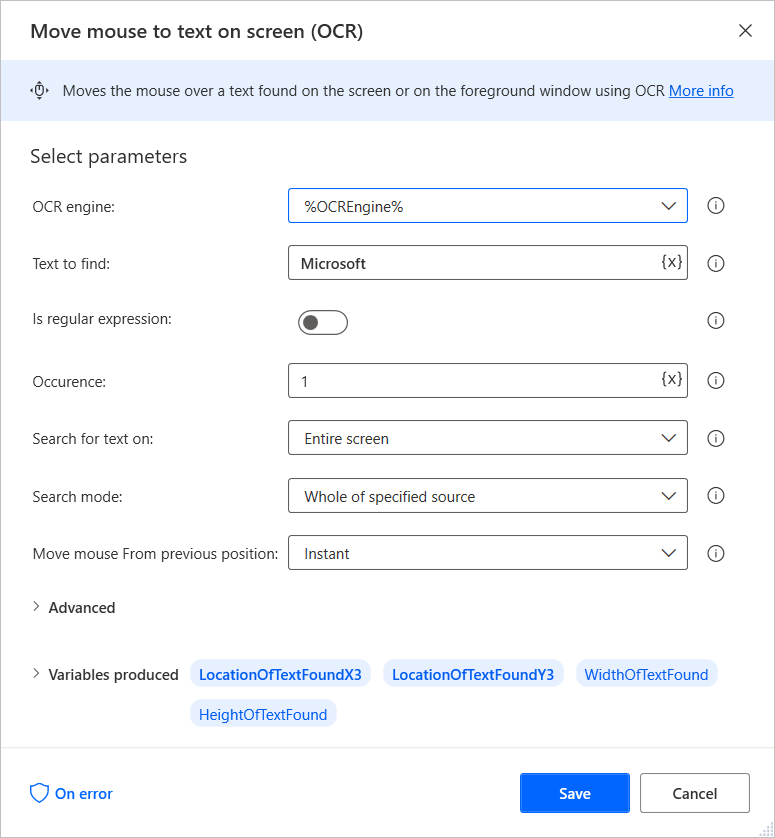 Move mouse to text on screen (OCR)
Moves the mouse over a text found on the screen or on the foreground window using OCR More info
Select parameters
OCR engine: %OCREngine%
Text to find: Microsoft {x}
Is regular expression:
Occurence: 1 {x}
Search for text on: Entire screen
Search mode: Whole of specified source
Move mouse From previous position: Instant
Advanced
Variables produced LocationOfTextFoundX3 LocationOfTextFoundY3 WidthOfTextFound
HeightOfTextFound
On error Save Cancel